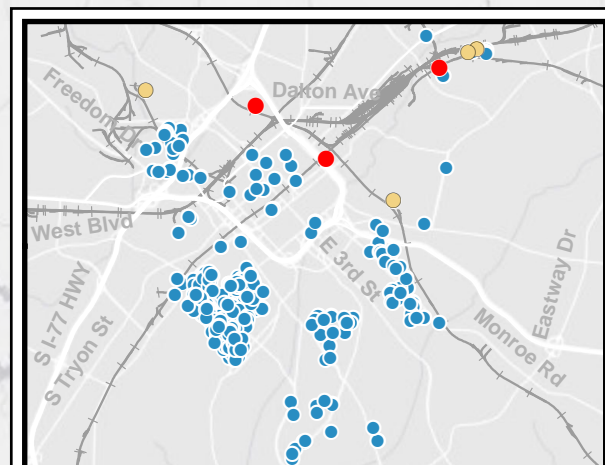 Dalton Ave
Freedom Dr
West Blvd
E 3rd St
Eastway Dr
S I-77 HWY
S Tryon St
Monroe Rd